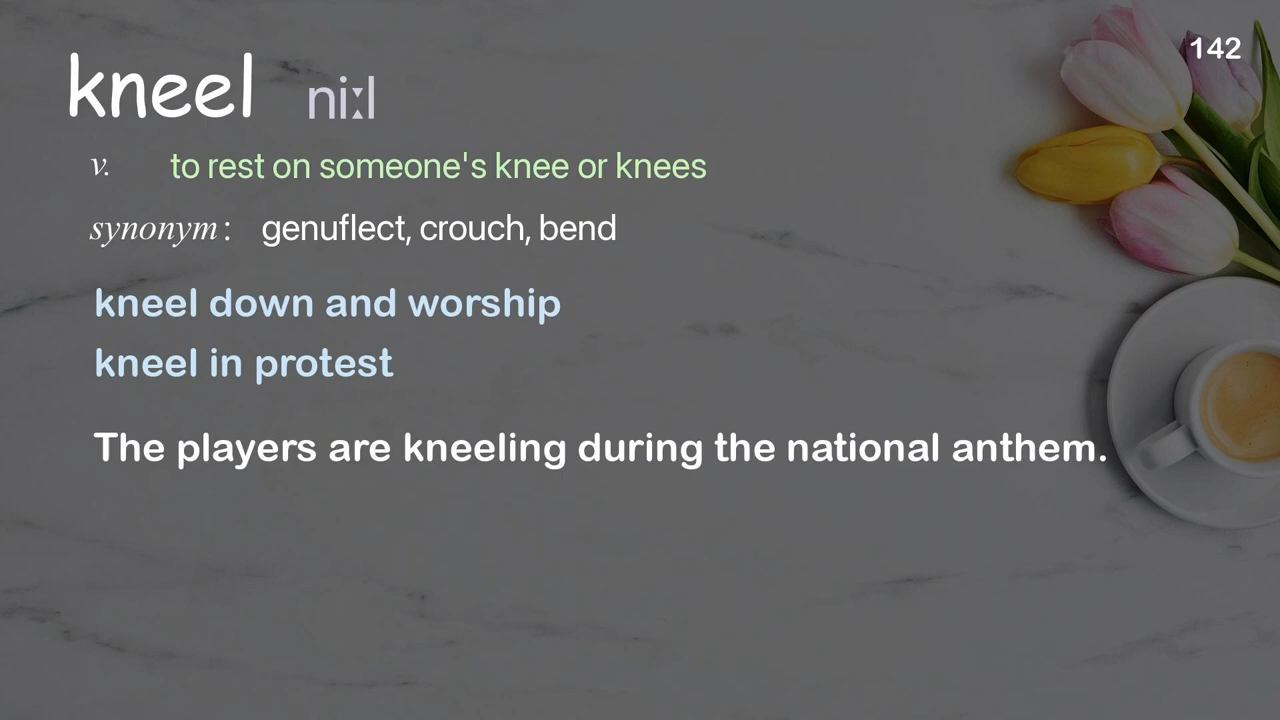 142
kneel niːl
v. to rest on someone's knee or knees
synonym: genuflect, crouch, bend
kneel down and worship
kneel in protest
The players are kneeling during the national anthem.